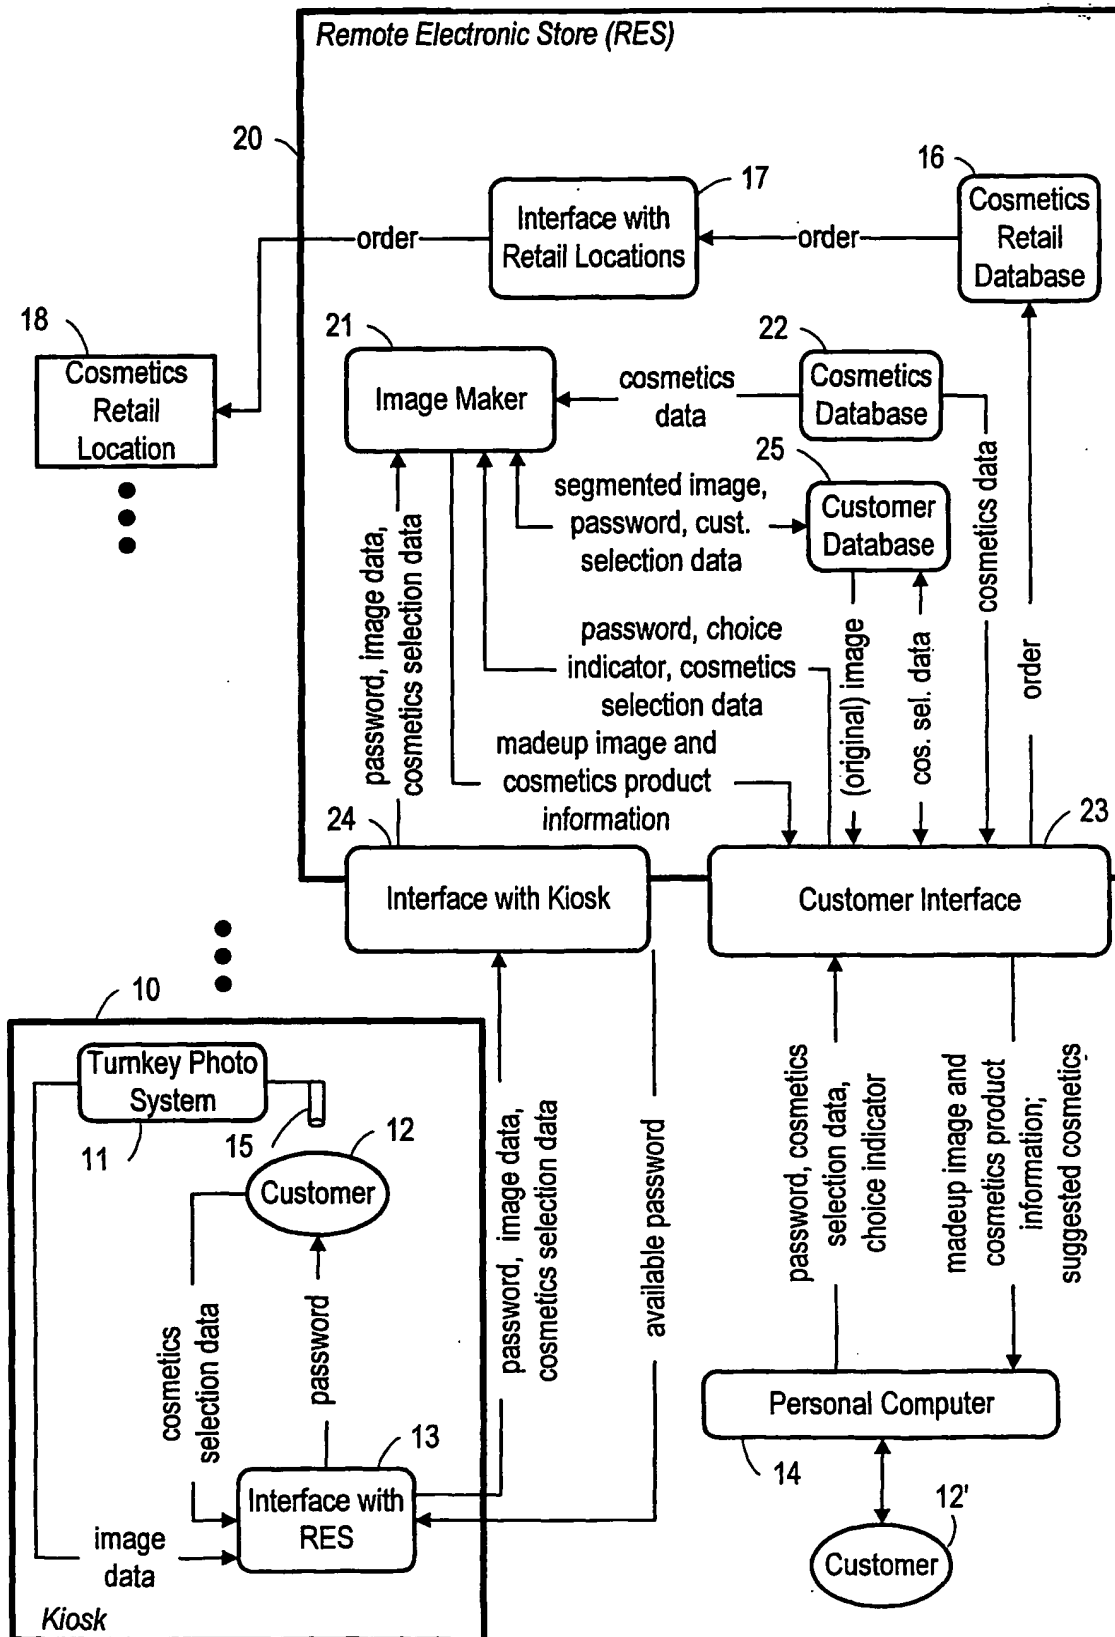 Remote Electronic Store (RES)
20
17
16
Interface with
Retail Locations
Cosmetics
Retail
Database
order
order
18
Cosmetics
Retail
Location
21
Image Maker
cosmetics
data
22
Cosmetics
Database
25
Customer
Database
segmented image,
password, cust.
selection data
cosmetics data
password, image data,
cosmetics selection data
password, choice
indicator, cosmetics
selection data
(original) image
cos. sel. data
order
madeup image and
cosmetics product
information
24
Interface with Kiosk
23
Customer Interface
10
Turnkey Photo
System
11
15
12
Customer
cosmetics
selection data
password
password, image data,
cosmetics selection data
available password
password, cosmetics
selection data,
choice indicator
madeup image and
cosmetics product
information;
suggested cosmetics
13
Interface with
RES
image
data
Kiosk
Personal Computer
14
12'
Customer